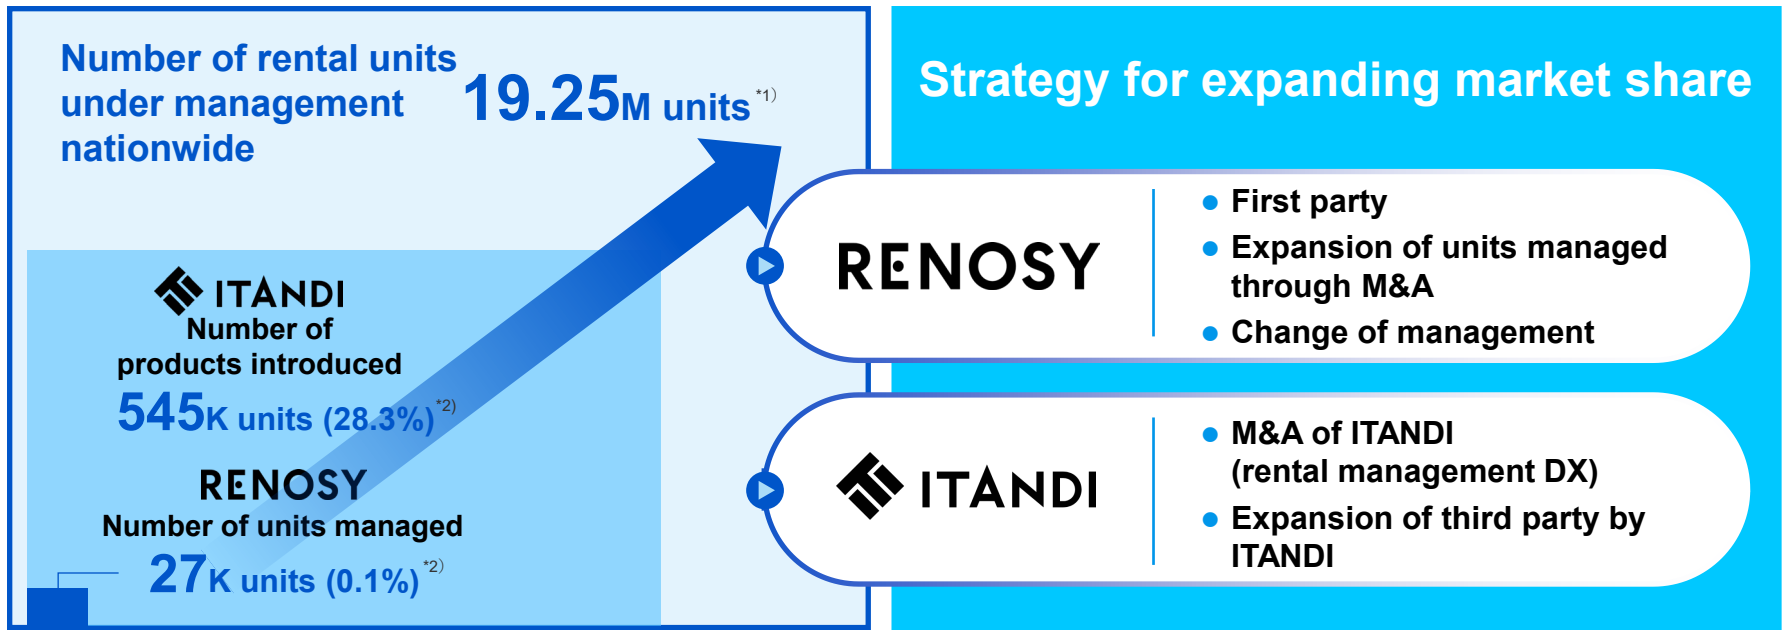 Number of rental units
under management
nationwide
19.25M units *1)
ITANDI
Number of
products introduced
545K units (28.3%) *2)
RENOSY
Number of units managed
27K units (0.1%) *2)
Strategy for expanding market share
RENOSY
● First party
● Expansion of units managed
through M&A
● Change of management
ITANDI
● M&A of ITANDI
(rental management DX)
● Expansion of third party by
ITANDI